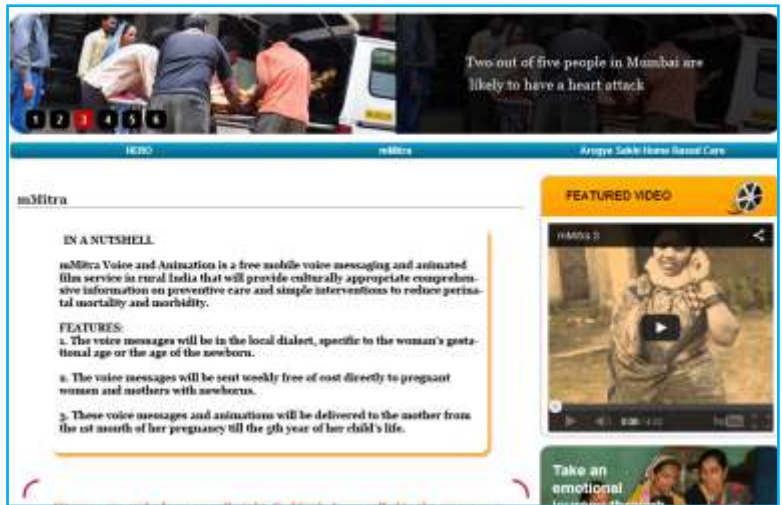 Two out of five people in Mumbai are
likely to have a heart attack
1 2 3 4 5 6
HERO
mMitra
Arogya Sakhi Home Based Care
mMitra
IN A NUTSHELL
mMitra Voice and Animation is a free mobile voice messaging and animated
film service in rural India that will provide culturally appropriate comprehen-
sive information on preventive care and simple interventions to reduce perina-
tal mortality and morbidity.
FEATURES:
1. The voice messages will be in the local dialect, specific to the woman's gesta-
tional age or the age of the newborn.
2. The voice messages will be sent weekly free of cost directly to pregnant
women and mothers with newborns.
3. These voice messages and animations will be delivered to the mother from
the 1st month of her pregnancy till the 5th year of her child's life.
FEATURED VIDEO
mMitra 3
Take an
emotional